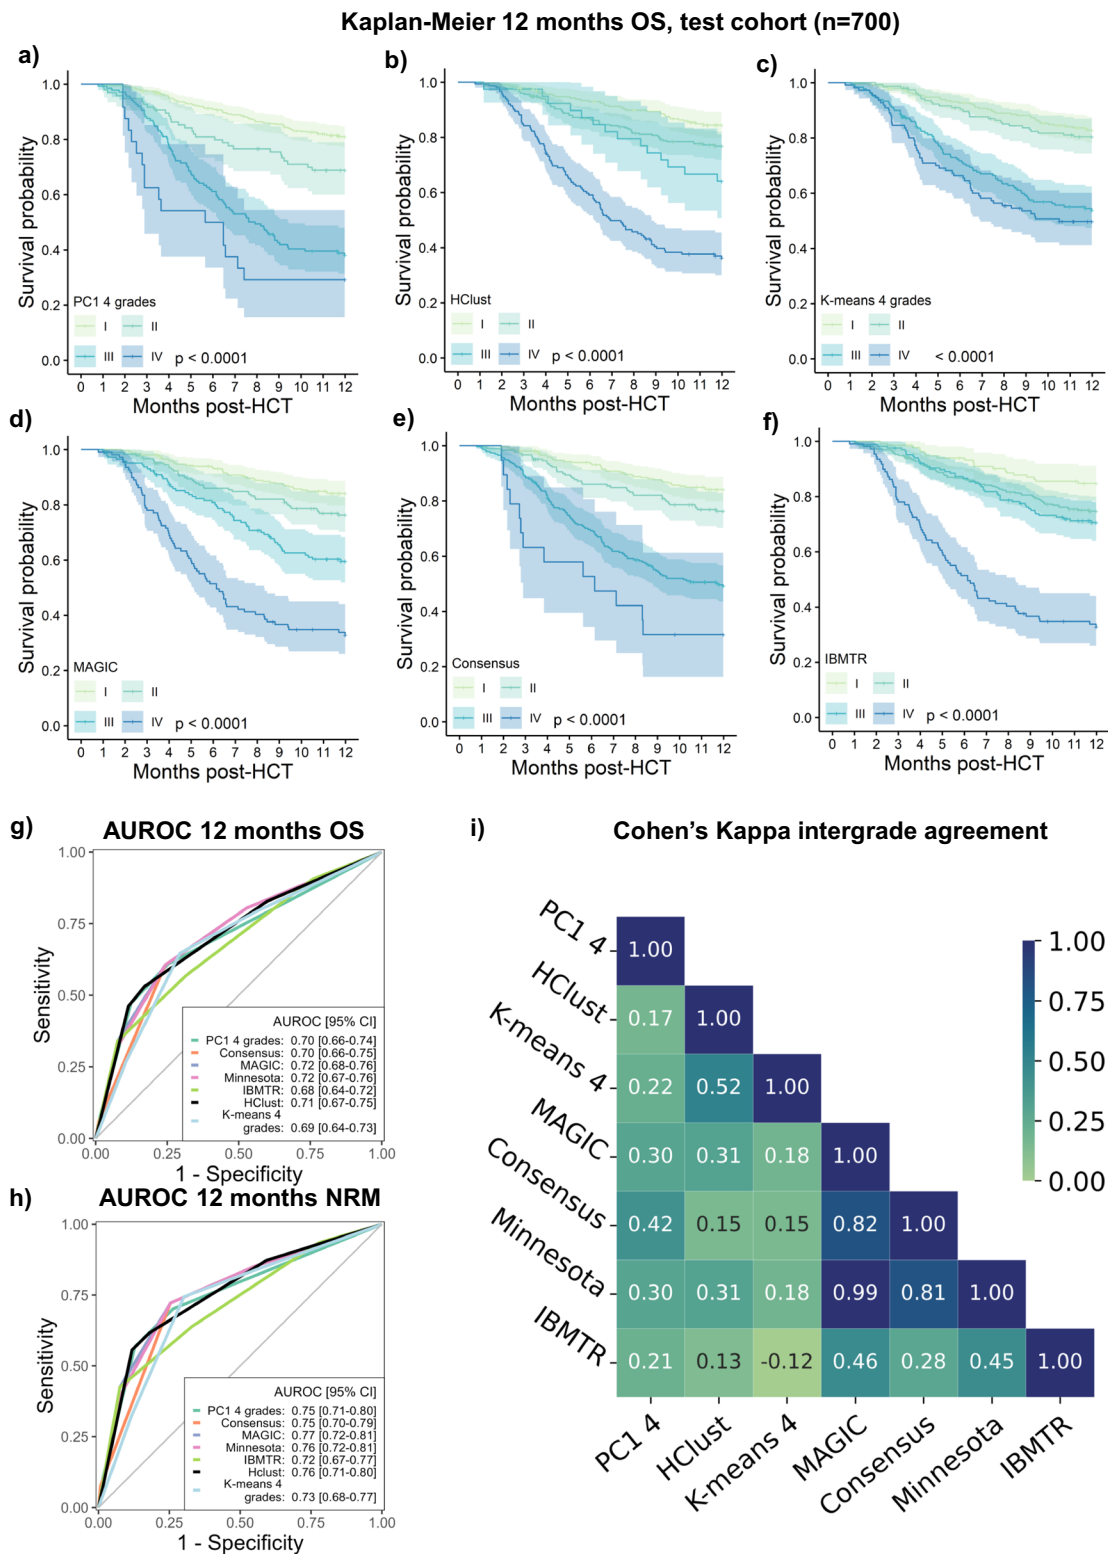 Kaplan-Meier 12 months OS, test cohort (n=700)
a)
Survival probability
1.0
0.8
0.6
0.4
0.2
0.0
PC1 4 grades
I II
III IV p < 0.0001
0 1 2 3 4 5 6 7 8 9 10 11 12
Months post-HCT
b)
Survival probability
1.0
0.8
0.6
0.4
0.2
0.0
HClust
I II
III IV p < 0.0001
0 1 2 3 4 5 6 7 8 9 10 11 12
Months post-HCT
c)
Survival probability
1.0
0.8
0.6
0.4
0.2
0.0
K-means 4 grades
I II
III IV < 0.0001
0 1 2 3 4 5 6 7 8 9 10 11 12
Months post-HCT
d)
Survival probability
1.0
0.8
0.6
0.4
0.2
0.0
MAGIC
I II
III IV p < 0.0001
0 1 2 3 4 5 6 7 8 9 10 11 12
Months post-HCT
e)
Survival probability
1.0
0.8
0.6
0.4
0.2
0.0
Consensus
I II
III IV p < 0.0001
0 1 2 3 4 5 6 7 8 9 10 11 12
Months post-HCT
f)
Survival probability
1.0
0.8
0.6
0.4
0.2
0.0
IBMTR
I II
III IV p < 0.0001
0 1 2 3 4 5 6 7 8 9 10 11 12
Months post-HCT
g)
AUROC 12 months OS
Sensitivity
1.00
0.75
0.50
0.25
0.00
AUROC [95% CI]
PC1 4 grades: 0.70 [0.66-0.74]
Consensus: 0.70 [0.66-0.75]
MAGIC: 0.72 [0.68-0.76]
Minnesota: 0.72 [0.67-0.76]
IBMTR: 0.68 [0.64-0.72]
HClust: 0.71 [0.67-0.75]
K-means 4
grades: 0.69 [0.64-0.73]
0.00 0.25 0.50 0.75 1.00
1 - Specificity
h)
AUROC 12 months NRM
Sensitivity
1.00
0.75
0.50
0.25
0.00
AUROC [95% CI]
PC1 4 grades: 0.75 [0.71-0.80]
Consensus: 0.75 [0.70-0.79]
MAGIC: 0.77 [0.72-0.81]
Minnesota: 0.76 [0.72-0.81]
IBMTR: 0.72 [0.67-0.77]
Hclust: 0.76 [0.71-0.80]
K-means 4
grades: 0.73 [0.68-0.77]
0.00 0.25 0.50 0.75 1.00
1 - Specificity
i)
Cohen's Kappa intergrade agreement
PC1 4 1.00
HClust 0.17 1.00
K-means 4 0.22 0.52 1.00
MAGIC 0.30 0.31 0.18 1.00
Consensus 0.42 0.15 0.15 0.82 1.00
Minnesota 0.30 0.31 0.18 0.99 0.81 1.00
IBMTR 0.21 0.13 -0.12 0.46 0.28 0.45 1.00
PC1 4 HClust K-means 4 MAGIC Consensus Minnesota IBMTR
1.00
0.75
0.50
0.25
0.00